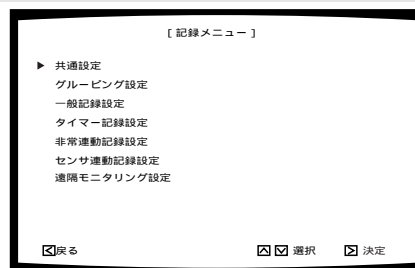 [記録メニュー]
▶ 共通設定
グルーピング設定
一般記録設定
タイマー記録設定
非常連動記録設定
センサ連動記録設定
遠隔モニタリング設定
<戻る ∧∨ 選択 > 決定